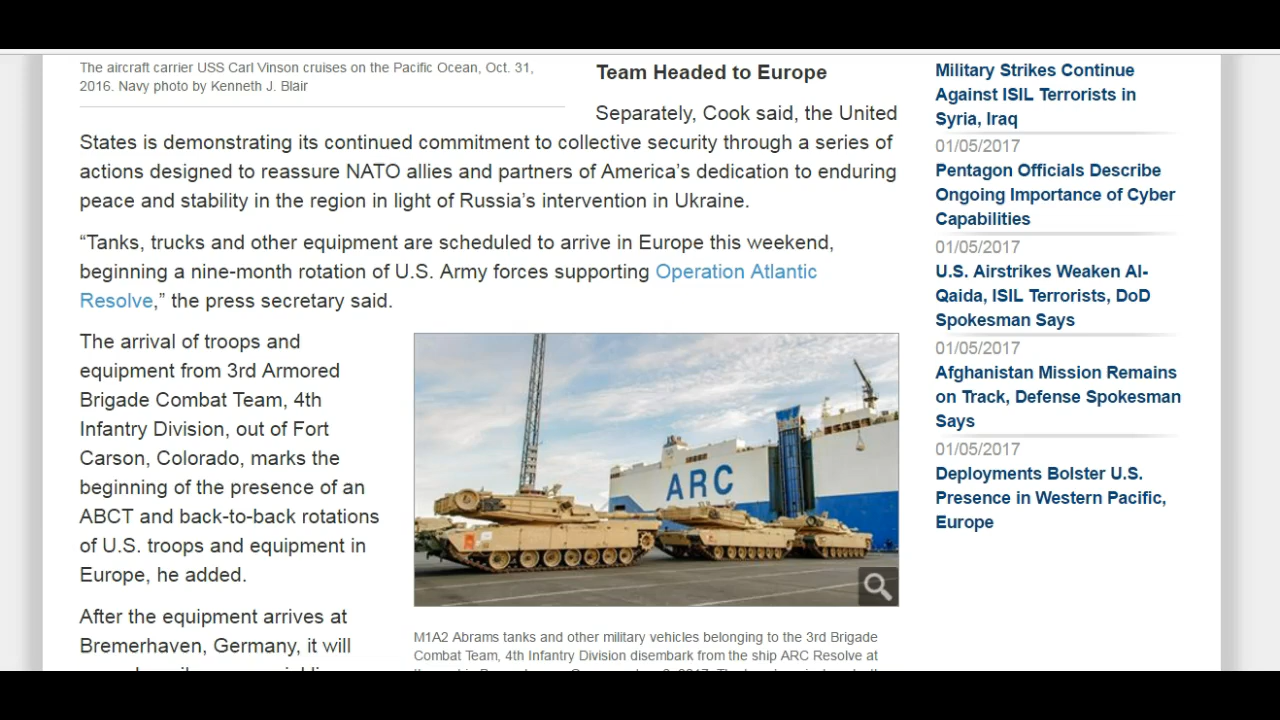 The aircraft carrier USS Carl Vinson cruises on the Pacific Ocean, Oct. 31,
2016. Navy photo by Kenneth J. Blair
Team Headed to Europe
Separately, Cook said, the United
States is demonstrating its continued commitment to collective security through a series of
actions designed to reassure NATO allies and partners of America’s dedication to enduring
peace and stability in the region in light of Russia’s intervention in Ukraine.
“Tanks, trucks and other equipment are scheduled to arrive in Europe this weekend,
beginning a nine-month rotation of U.S. Army forces supporting Operation Atlantic
Resolve,” the press secretary said.
The arrival of troops and
equipment from 3rd Armored
Brigade Combat Team, 4th
Infantry Division, out of Fort
Carson, Colorado, marks the
beginning of the presence of an
ABCT and back-to-back rotations
of U.S. troops and equipment in
Europe, he added.
After the equipment arrives at
Bremerhaven, Germany, it will
ARC
M1A2 Abrams tanks and other military vehicles belonging to the 3rd Brigade
Combat Team, 4th Infantry Division disembark from the ship ARC Resolve at
Military Strikes Continue
Against ISIL Terrorists in
Syria, Iraq
01/05/2017
Pentagon Officials Describe
Ongoing Importance of Cyber
Capabilities
01/05/2017
U.S. Airstrikes Weaken Al-
Qaida, ISIL Terrorists, DoD
Spokesman Says
01/05/2017
Afghanistan Mission Remains
on Track, Defense Spokesman
Says
01/05/2017
Deployments Bolster U.S.
Presence in Western Pacific,
Europe